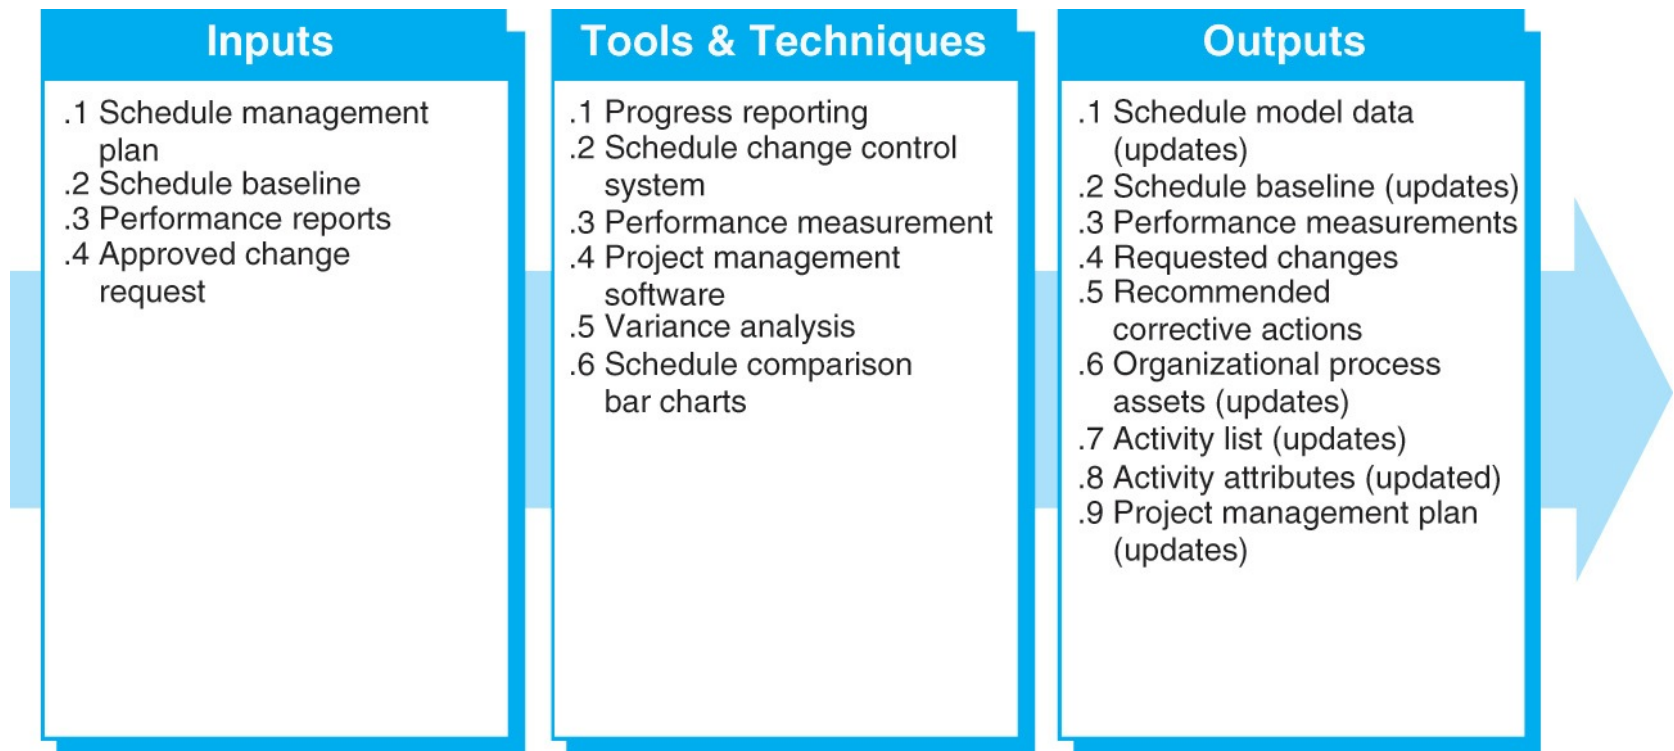 Inputs
.1 Schedule management
plan
.2 Schedule baseline
.3 Performance reports
.4 Approved change
request
Tools & Techniques
.1 Progress reporting
.2 Schedule change control
system
.3 Performance measurement
.4 Project management
software
.5 Variance analysis
.6 Schedule comparison
bar charts
Outputs
.1 Schedule model data
(updates)
.2 Schedule baseline (updates)
.3 Performance measurements
.4 Requested changes
.5 Recommended
corrective actions
.6 Organizational process
assets (updates)
.7 Activity list (updates)
.8 Activity attributes (updated)
.9 Project management plan
(updates)